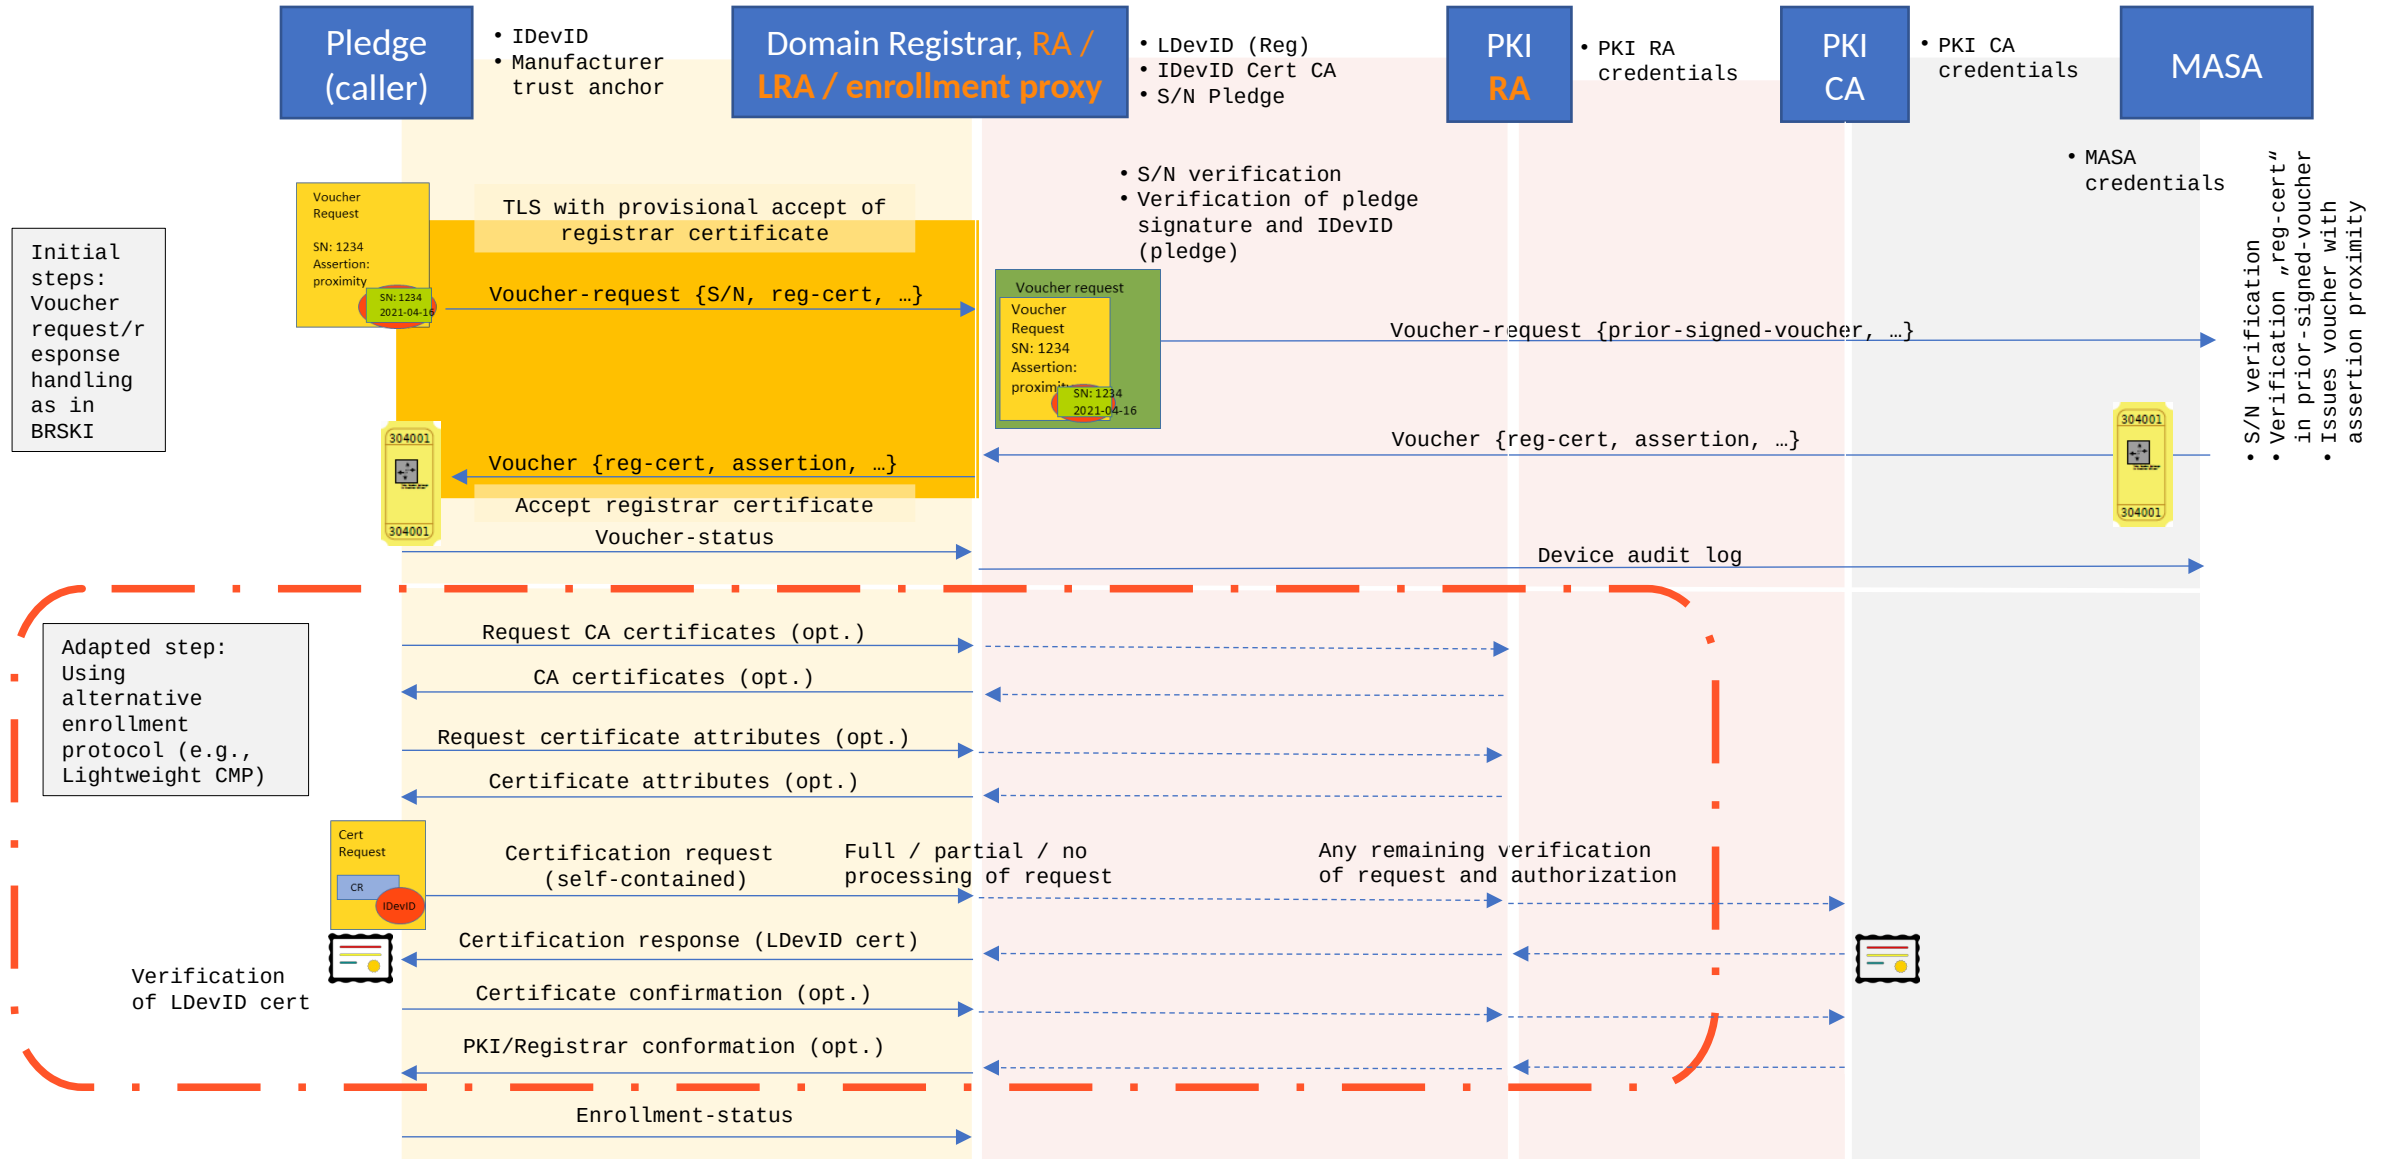 Pledge
(caller)
• IDevID
• Manufacturer
trust anchor
Domain Registrar, RA /
LRA / enrollment proxy
• LDevID (Reg)
• IDevID Cert CA
• S/N Pledge
PKI
RA
• PKI RA
credentials
PKI
CA
• PKI CA
credentials
MASA
• MASA
credentials
• S/N verification
• Verification „reg-cert“
in prior-signed-voucher
• Issues voucher with
assertion proximity
Initial
steps:
Voucher
request/r
esponse
handling
as in
BRSKI
Voucher
Request
SN: 1234
Assertion:
proximity
SN: 1234
2021-04-16
TLS with provisional accept of
registrar certificate
• S/N verification
• Verification of pledge
signature and IDevID
(pledge)
Voucher-request {S/N, reg-cert, …}
Voucher request
Voucher
Request
SN: 1234
Assertion:
proximity
SN: 1234
2021-04-16
Voucher-request {prior-signed-voucher, …}
Voucher {reg-cert, assertion, …}
304001
304001
304001
304001
Voucher {reg-cert, assertion, …}
Accept registrar certificate
Voucher-status
Device audit log
Adapted step:
Using
alternative
enrollment
protocol (e.g.,
Lightweight CMP)
Request CA certificates (opt.)
CA certificates (opt.)
Request certificate attributes (opt.)
Certificate attributes (opt.)
Cert
Request
CR
IDevID
Certification request
(self-contained)
Full / partial / no
processing of request
Any remaining verification
of request and authorization
Certification response (LDevID cert)
Verification
of LDevID cert
Certificate confirmation (opt.)
PKI/Registrar conformation (opt.)
Enrollment-status